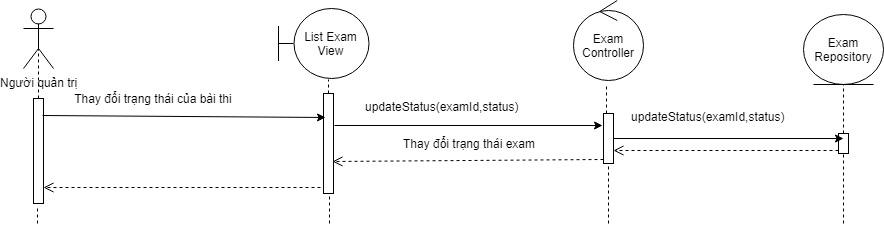 List Exam
View
Exam
Controller
Exam
Repository
Người quản trị
Thay đổi trạng thái của bài thi
updateStatus(examId,status)
updateStatus(examId,status)
Thay đổi trạng thái exam